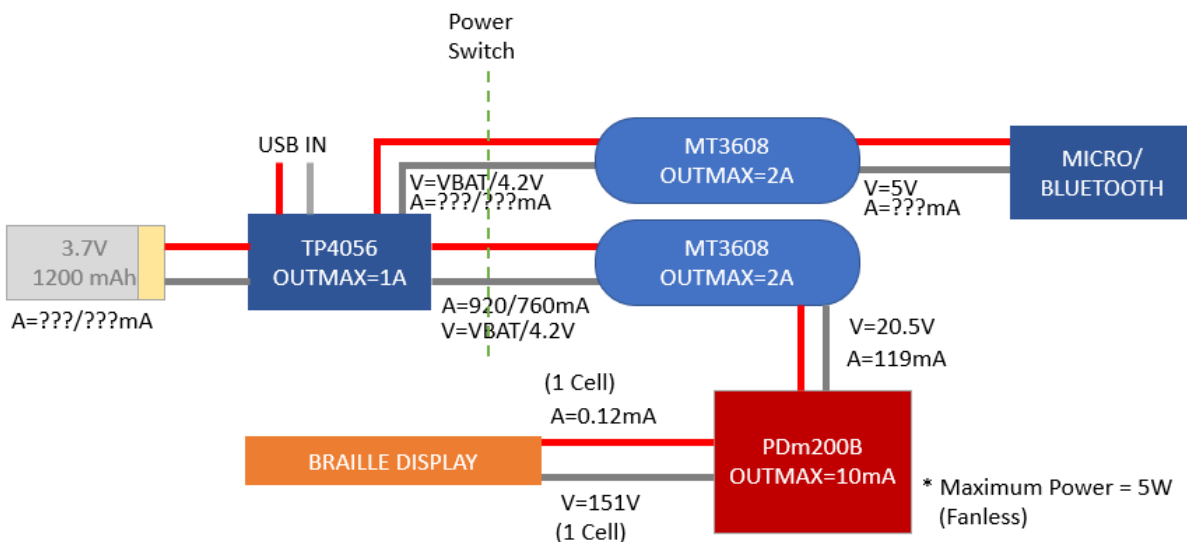 Power
Switch
USB IN
MT3608
OUTMAX=2A
MICRO/
BLUETOOTH
V=VBAT/4.2V
A=???/???mA
V=5V
A=???mA
3.7V
1200 mAh
TP4056
OUTMAX=1A
MT3608
OUTMAX=2A
A=???/???mA
A=920/760mA
V=VBAT/4.2V
V=20.5V
A=119mA
(1 Cell)
A=0.12mA
BRAILLE DISPLAY
PDm200B
OUTMAX=10mA
V=151V
(1 Cell)
* Maximum Power = 5W
(Fanless)